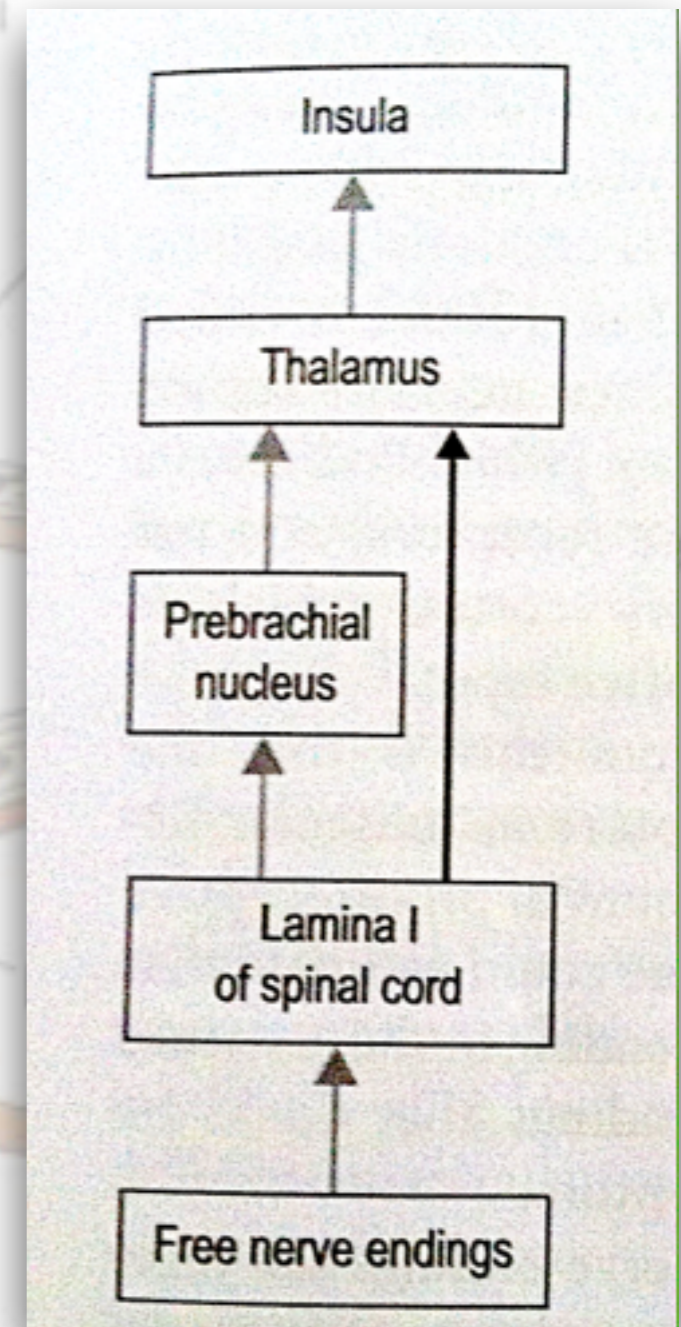 Insula
Thalamus
Prebrachial
nucleus
Lamina I
of spinal cord
Free nerve endings